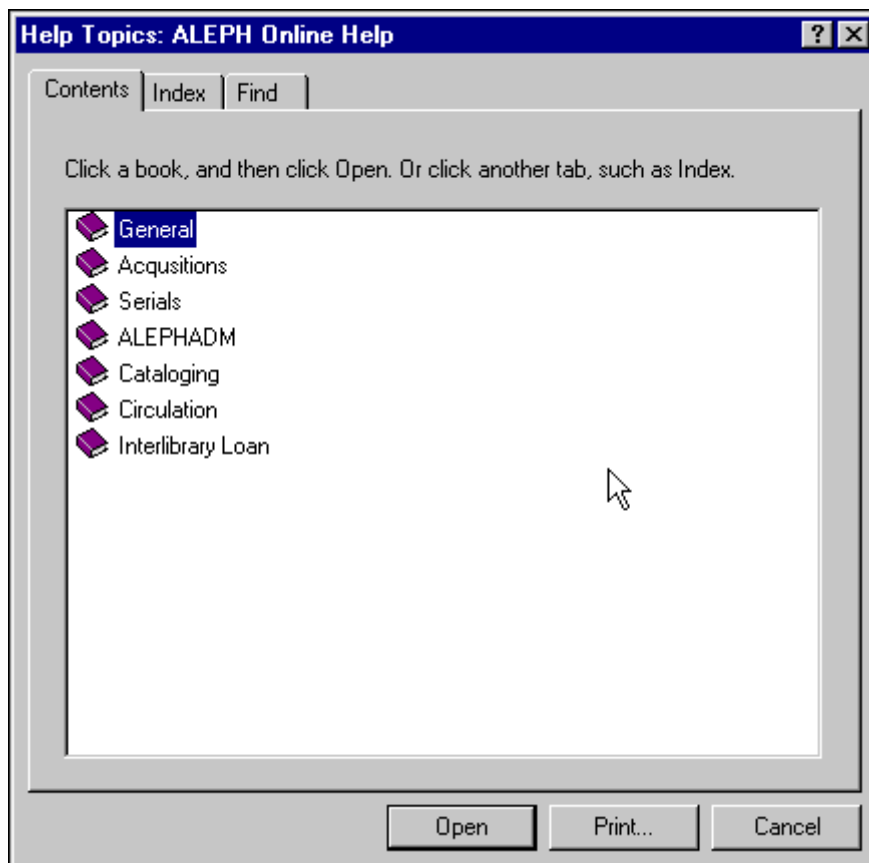 Help Topics: ALEPH Online Help
Contents Index Find
Click a book, and then click Open. Or click another tab, such as Index.
General
Acqusitions
Serials
ALEPHADM
Cataloging
Circulation
Interlibrary Loan
Open Print... Cancel